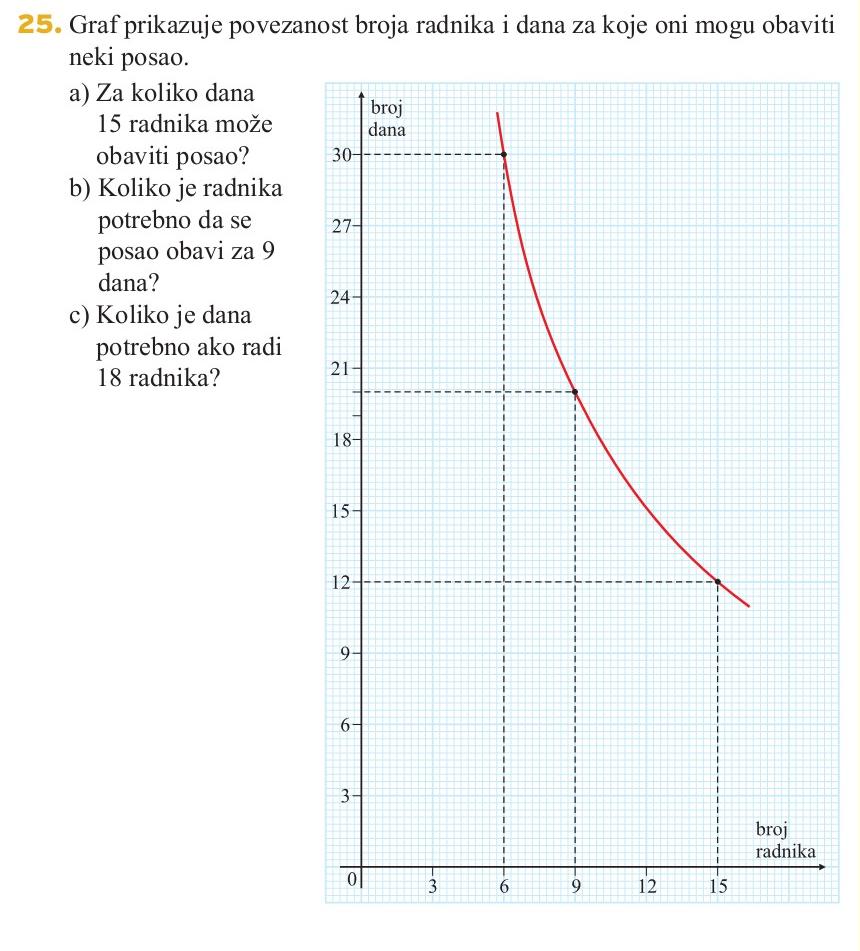 25. Graf prikazuje povezanost broja radnika i dana za koje oni mogu obaviti
neki posao.
a) Za koliko dana
15 radnika može
obaviti posao?
b) Koliko je radnika
potrebno da se
posao obavi za 9
dana?
c) Koliko je dana
potrebno ako radi
18 radnika?
broj
dana
30
27
24
21
18
15
12
9
6
3
broj
radnika
0
3
6
9
12
15